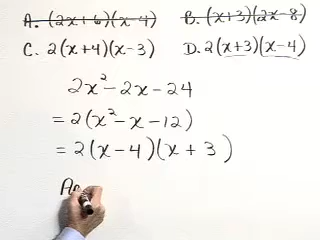 A. (2x+6)(x-4) B. (x+3)(2x-8)
C. 2(x+4)(x-3) D. 2(x+3)(x-4)
2x²-2x-24
=2(x²-x-12)
=2(x-4)(x+3)